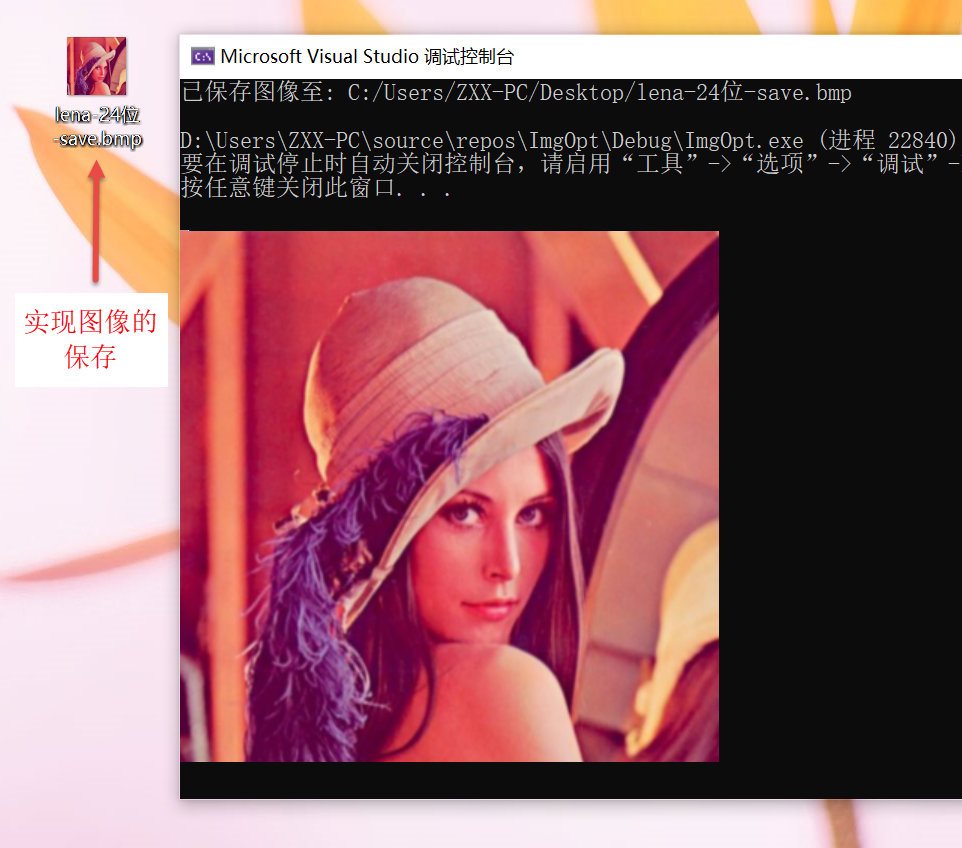 lena-24位
-save.bmp
实现图像的
保存
Microsoft Visual Studio 调试控制台
已保存图像至: C:/Users/ZXX-PC/Desktop/lena-24位-save.bmp
D:\Users\ZXX-PC\source\repos\ImgOpt\Debug\ImgOpt.exe (进程 22840)
要在调试停止时自动关闭控制台，请启用“工具”->“选项”->“调试”-
按任意键关闭此窗口. . .